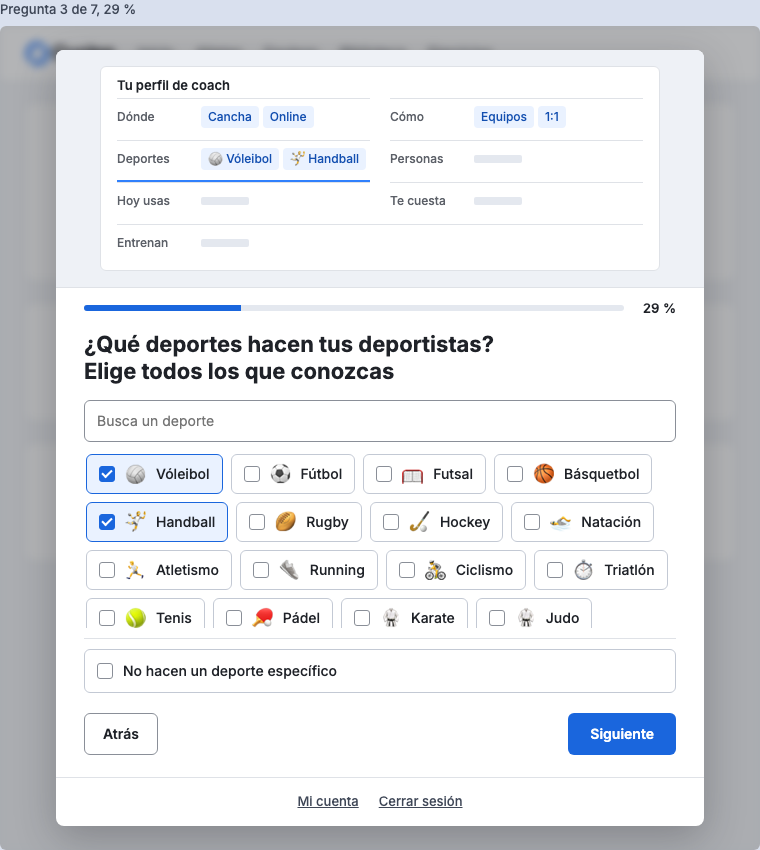 Pregunta 3 de 7, 29 %
Tu perfil de coach
Dónde Cancha Online Cómo Equipos 1:1
Deportes Vóleibol Handball Personas
Hoy usas Te cuesta
Entrenan
29 %
¿Qué deportes hacen tus deportistas?
Elige todos los que conozcas
Busca un deporte
Vóleibol Fútbol Futsal Básquetbol
Handball Rugby Hockey Natación
Atletismo Running Ciclismo Triatlón
Tenis Pádel Karate Judo
No hacen un deporte específico
Atrás Siguiente
Mi cuenta Cerrar sesión